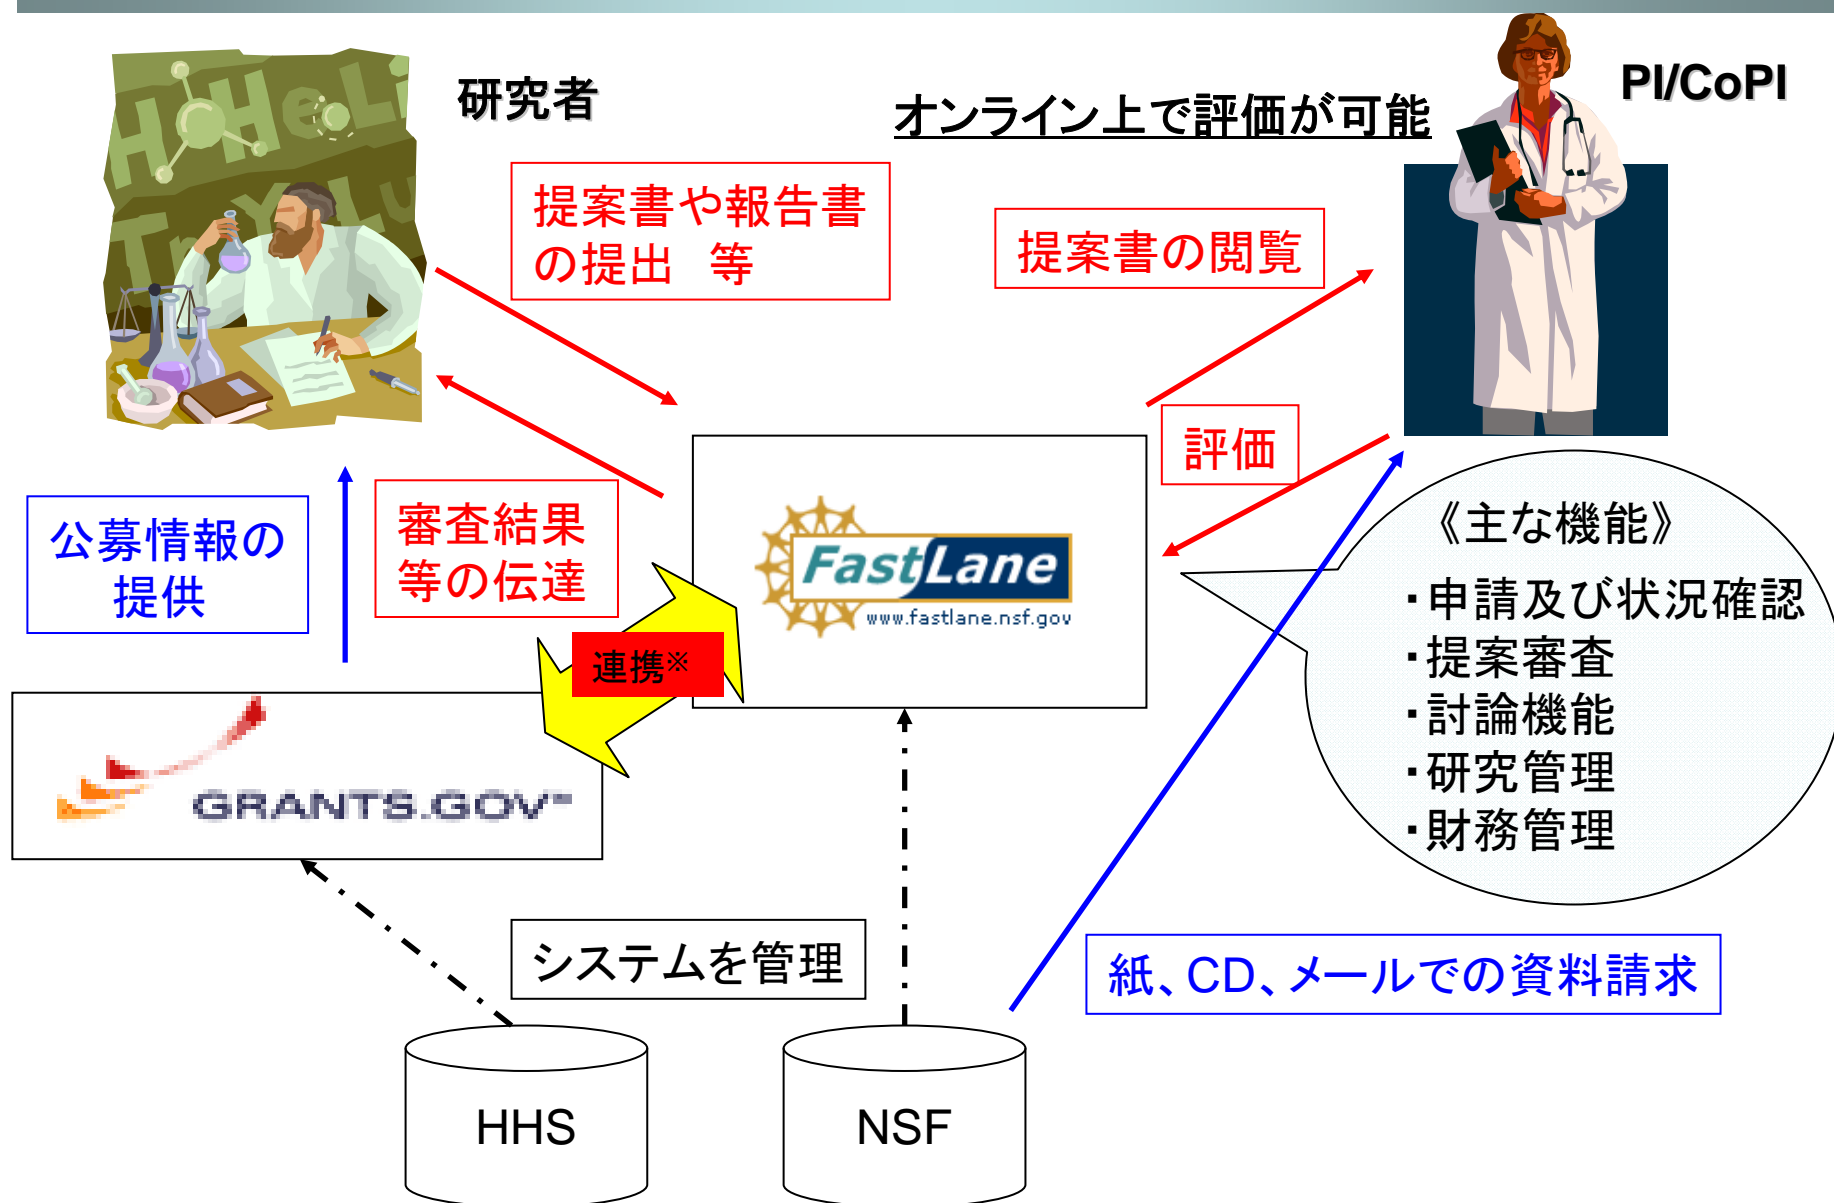 研究者
オンライン上で評価が可能
PI/CoPI
提案書や報告書
の提出　等
提案書の閲覧
評価
公募情報の
提供
審査結果
等の伝達
FastLane
www.fastlane.nsf.gov
連携※
GRANTS.GOV
《主な機能》
・申請及び状況確認
・提案審査
・討論機能
・研究管理
・財務管理
システムを管理
紙、CD、メールでの資料請求
HHS
NSF